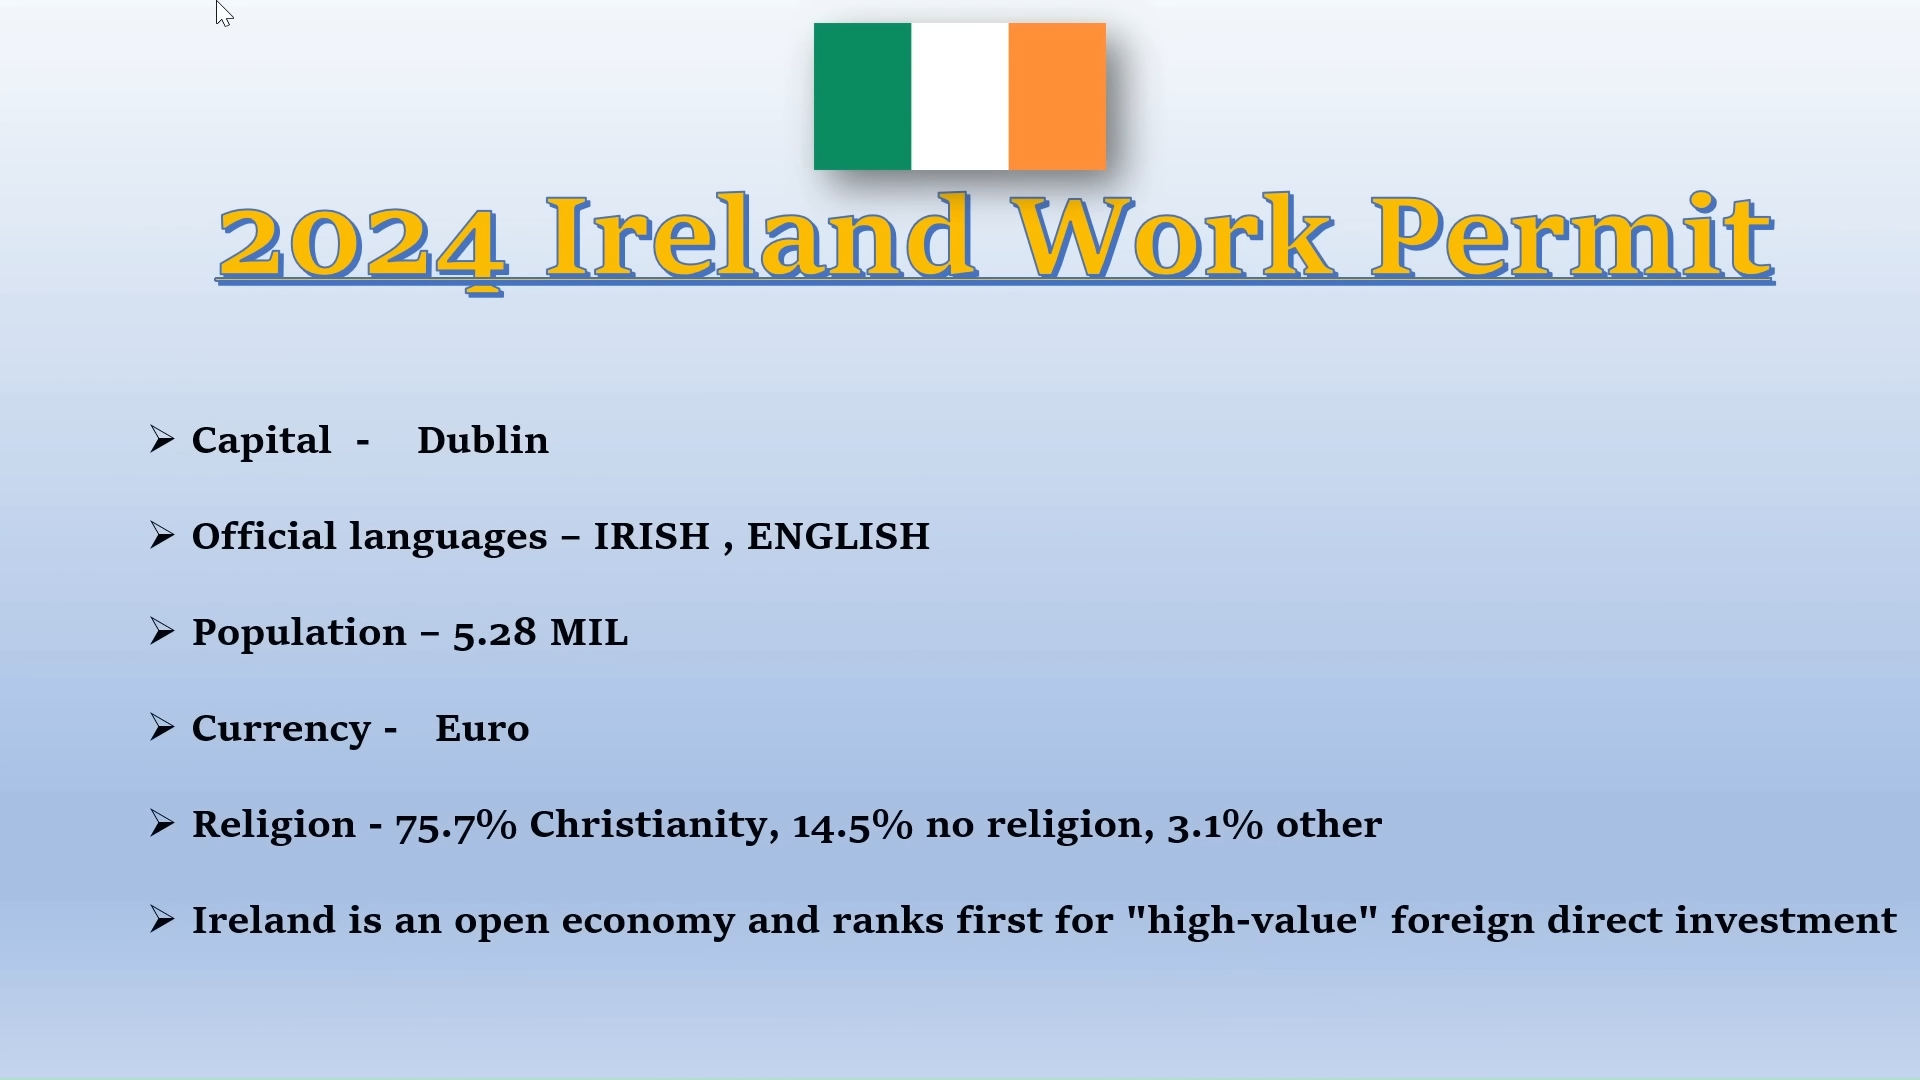 2024 Ireland Work Permit
➢ Capital - Dublin
➢ Official languages – IRISH , ENGLISH
➢ Population – 5.28 MIL
➢ Currency - Euro
➢ Religion - 75.7% Christianity, 14.5% no religion, 3.1% other
➢ Ireland is an open economy and ranks first for "high-value" foreign direct investment